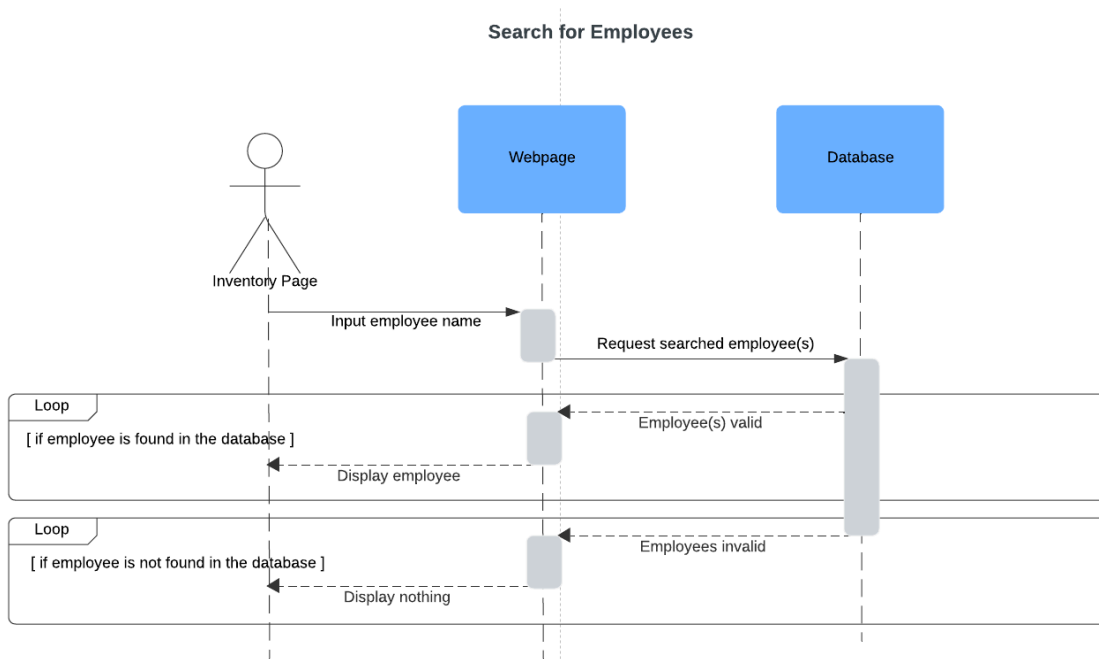 Search for Employees
Webpage
Database
Inventory Page
Input employee name
Request searched employee(s)
Loop
Employee(s) valid
[ if employee is found in the database ]
Display employee
Loop
Employees invalid
[ if employee is not found in the database ]
Display nothing